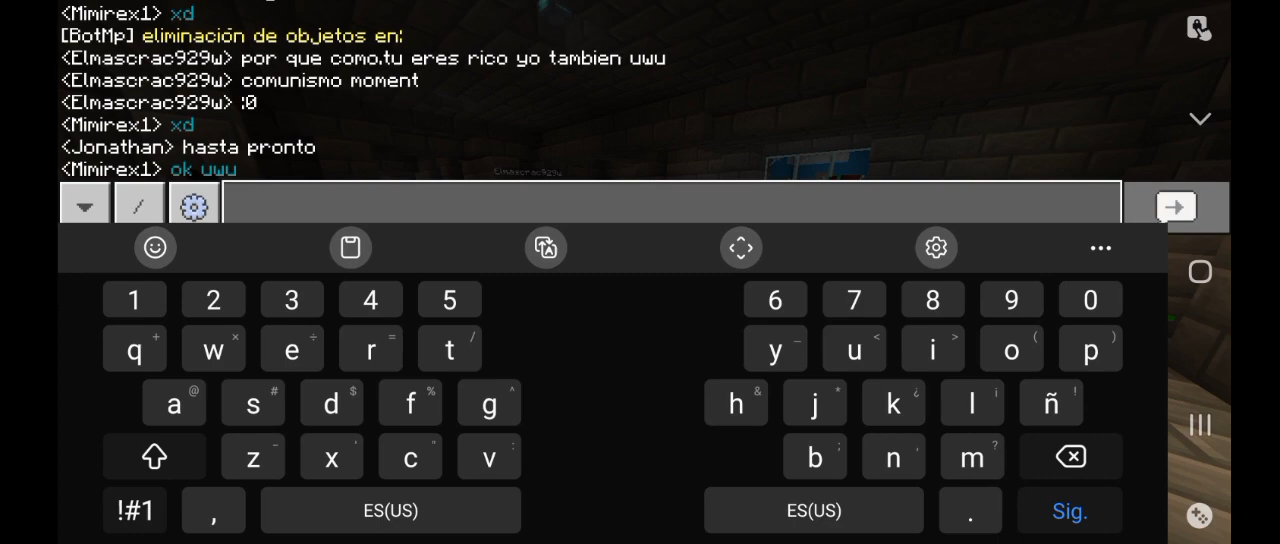 <Mimirex1> xd
[BotMp] eliminación de objetos en:
<Elmascrac929w> por que como.tu eres rico yo tambien uwu
<Elmascrac929w> comunismo moment
<Elmascrac929w> :0
<Mimirex1> xd
<Jonathan> hasta pronto
<Mimirex1> ok uwu
Elmascrac929w
/
1 2 3 4 5 6 7 8 9 0
q + w × e ÷ r = t / y _ u < i > o ( p )
a @ s # d $ f % g ^ h & j * k ¿ l ¡ ñ !
z - x ' c " v : b ; n , m ?
!#1 , ES(US) ES(US) . Sig.